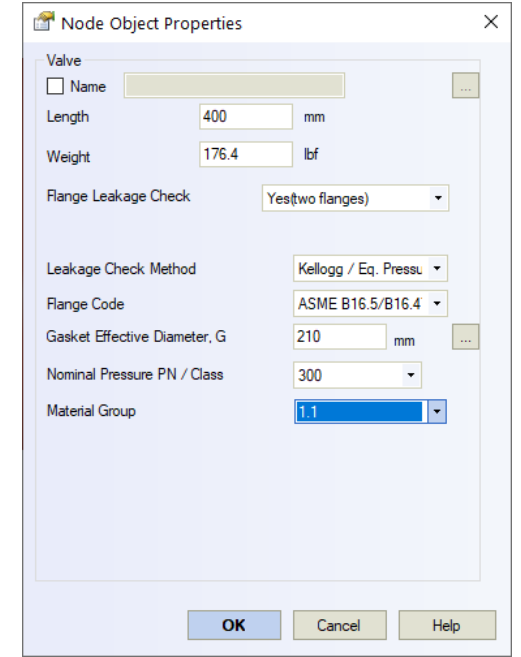 Node Object Properties
Valve
Name
...
Length 400 mm
Weight 176.4 lbf
Flange Leakage Check Yes(two flanges)
Leakage Check Method Kellogg / Eq. Pressu
Flange Code ASME B16.5/B16.4
Gasket Effective Diameter, G 210 mm ...
Nominal Pressure PN / Class 300
Material Group 1.1
OK Cancel Help